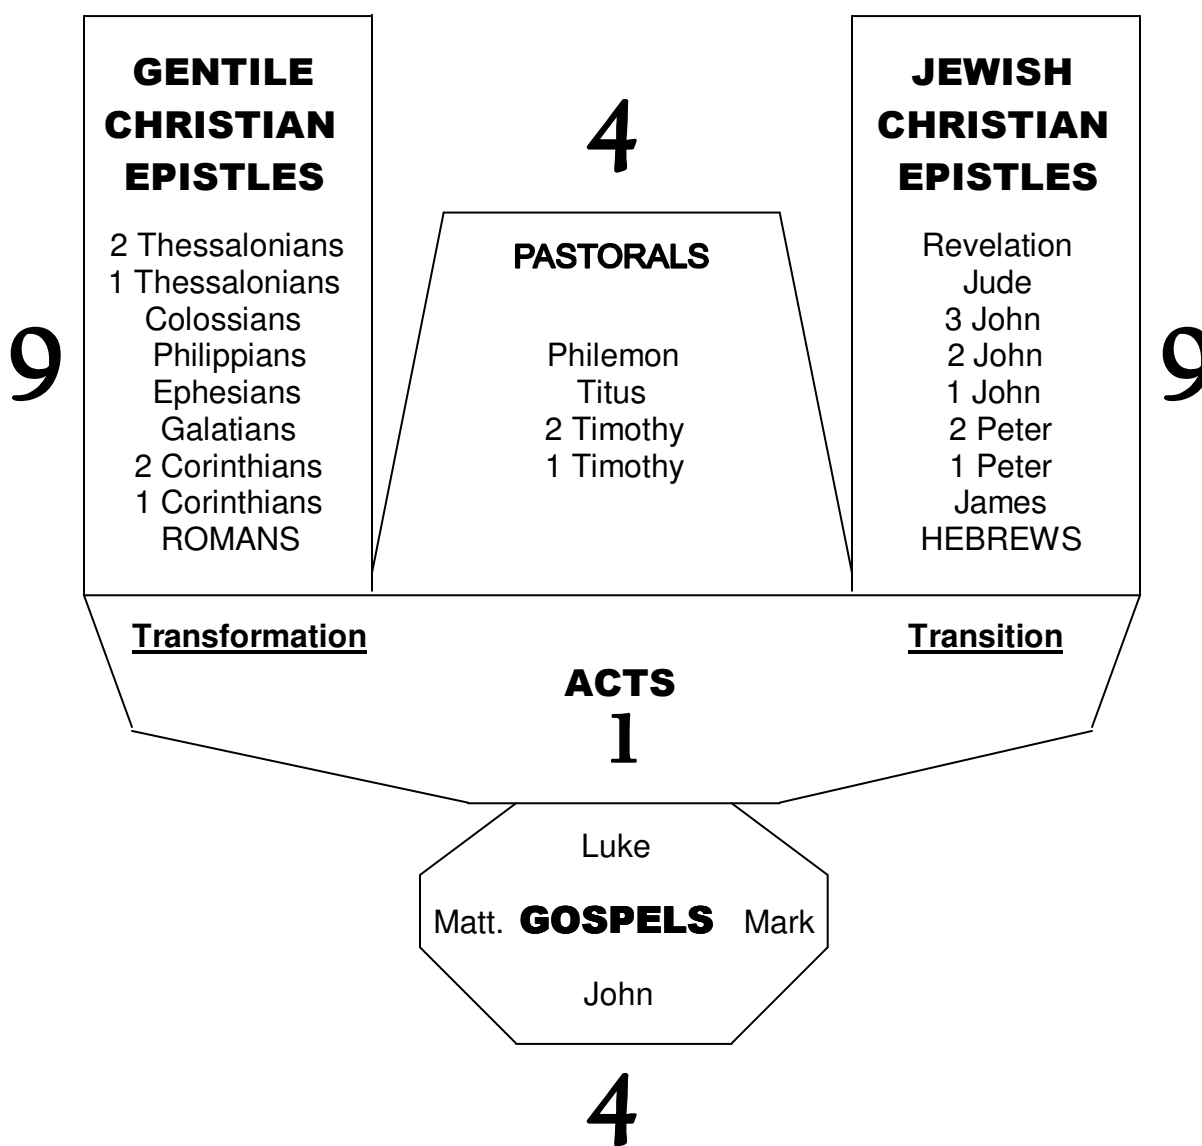 GENTILE
CHRISTIAN
EPISTLES
2 Thessalonians
1 Thessalonians
Colossians
Philippians
Ephesians
Galatians
2 Corinthians
1 Corinthians
ROMANS
9
4
PASTORALS
Philemon
Titus
2 Timothy
1 Timothy
JEWISH
CHRISTIAN
EPISTLES
Revelation
Jude
3 John
2 John
1 John
2 Peter
1 Peter
James
HEBREWS
9
Transformation
Transition
ACTS
1
Luke
Matt. GOSPELS Mark
John
4